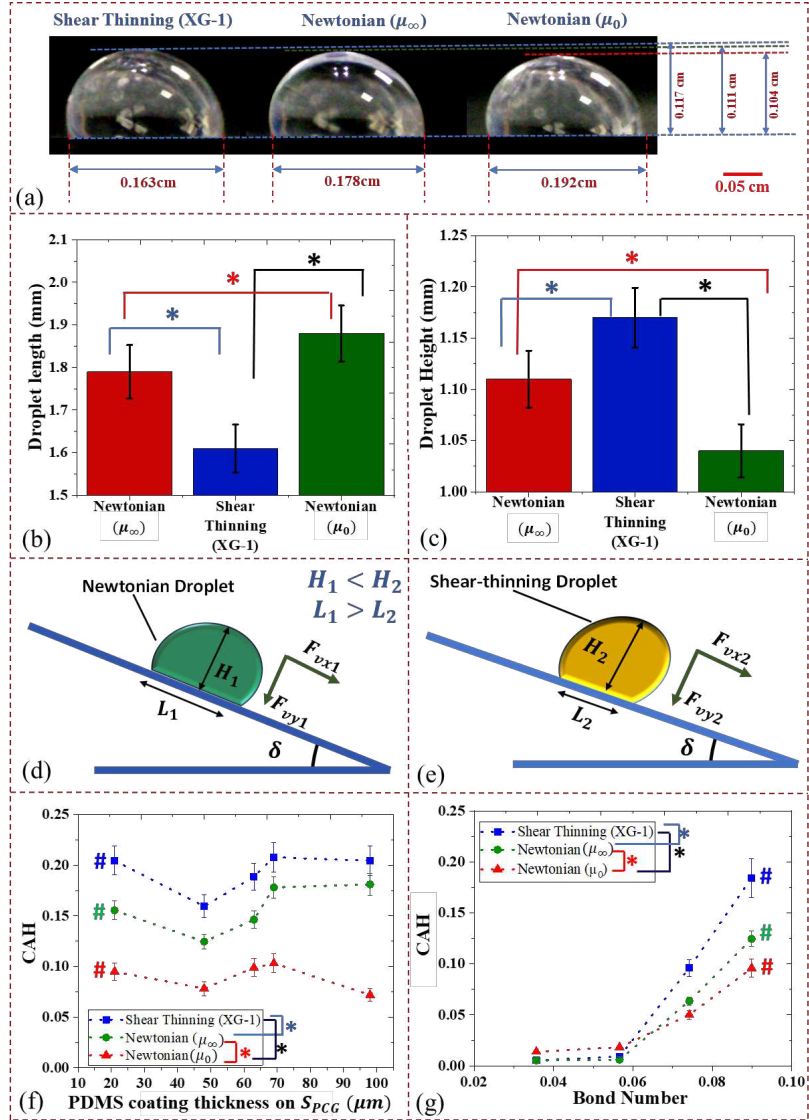 Shear Thinning (XG-1) Newtonian (μ∞) Newtonian (μ0)
0.117 cm
0.111 cm
0.104 cm
0.163cm 0.178cm 0.192cm
0.05 cm
(a)
2.1
2.0
1.9
1.8
1.7
1.6
1.5
Droplet length (mm)
*
*
*
Newtonian
(μ∞)
Shear
Thinning
(XG-1)
Newtonian
(μ0)
(b)
1.25
1.20
1.15
1.10
1.05
1.00
Droplet Height (mm)
*
*
*
Newtonian
(μ∞)
Shear
Thinning
(XG-1)
Newtonian
(μ0)
(c)
Newtonian Droplet
H1 < H2
L1 > L2
H1
L1
Fvx1
Fvy1
δ
(d)
Shear-thinning Droplet
H2
L2
Fvx2
Fvy2
δ
(e)
0.25
0.20
0.15
0.10
0.05
0.00
CAH
#
#
#
Shear Thinning (XG-1)
Newtonian (μ∞)
Newtonian (μ0)
*
*
*
10 20 30 40 50 60 70 80 90 100
PDMS coating thickness on SPCG (μm)
(f)
0.25
0.20
0.15
0.10
0.05
0.00
CAH
Shear Thinning (XG-1)
Newtonian (μ∞)
Newtonian (μ0)
*
*
*
#
#
#
0.02 0.04 0.06 0.08 0.10
Bond Number
(g)